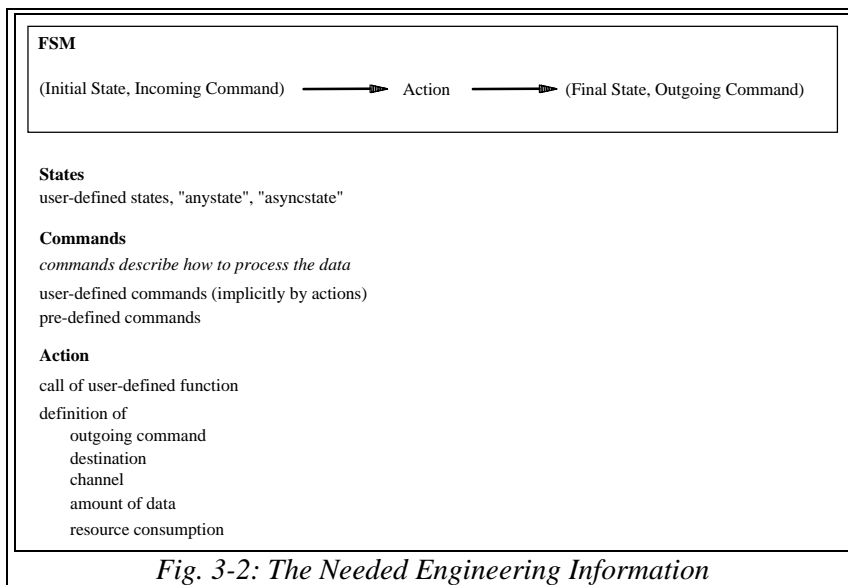 FSM
(Initial State, Incoming Command) Action (Final State, Outgoing Command)
States
user-defined states, "anystate", "asyncstate"
Commands
commands describe how to process the data
user-defined commands (implicitly by actions)
pre-defined commands
Action
call of user-defined function
definition of
outgoing command
destination
channel
amount of data
resource consumption
Fig. 3-2: The Needed Engineering Information